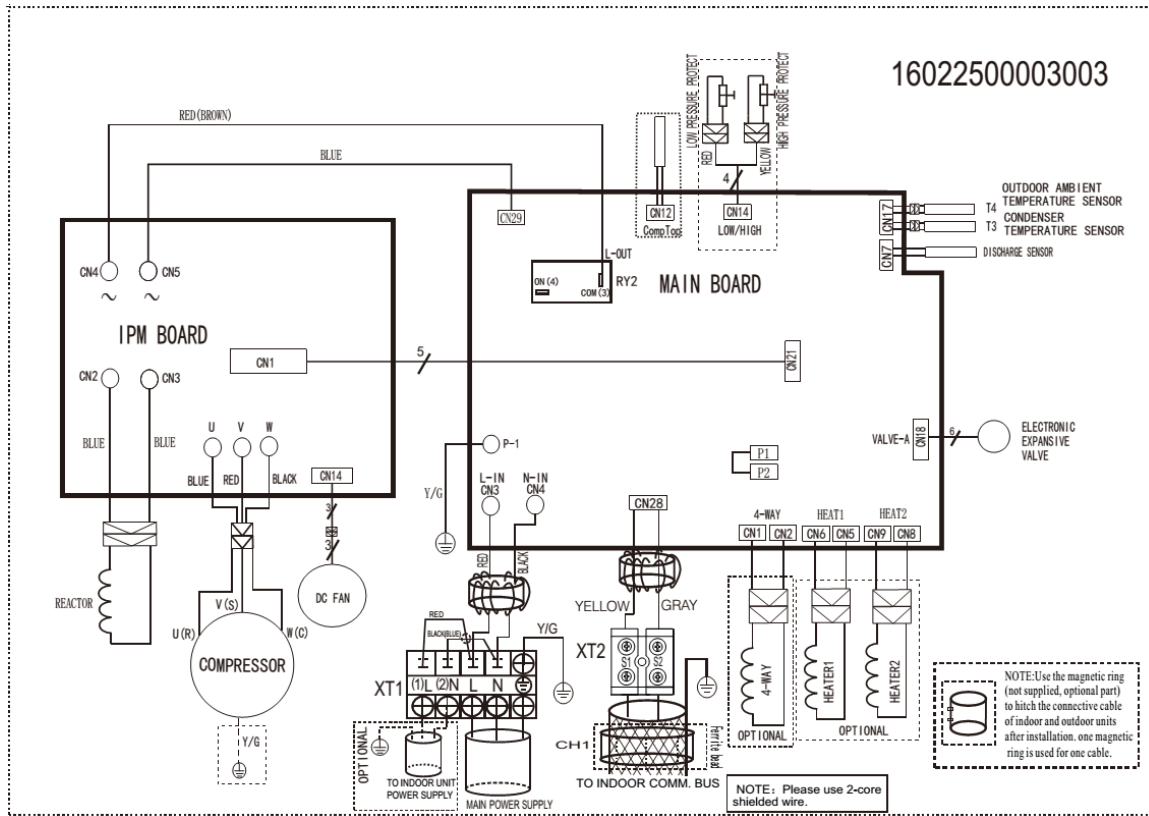 16022500003003
RED(BROWN)
BLUE
LOW PRESSURE PROTECT
HIGH PRESSURE PROTECT
RED
YELLOW
4
CN12
CompTop
CN14
LOW/HIGH
CN29
CN17
T4
OUTDOOR AMBIENT
TEMPERATURE SENSOR
T3
CONDENSER
TEMPERATURE SENSOR
CN7
DISCHARGE SENSOR
L-OUT
ON(4)
COM(3)
RY2
MAIN BOARD
CN4
CN5
~
~
IPM BOARD
CN1
5
CN21
CN2
CN3
BLUE
BLUE
U
V
W
BLUE
RED
BLACK
CN14
3
3
DC FAN
REACTOR
V(S)
U(R)
W(C)
COMPRESSOR
Y/G
P-1
Y/G
L-IN
CN3
N-IN
CN4
RED
BLACK
CN28
P1
P2
VALVE-A
CN18
6
ELECTRONIC
EXPANSIVE
VALVE
4-WAY
HEAT1
HEAT2
CN1
CN2
CN6
CN5
CN9
CN8
RED
BLACK(BLUE)
Y/G
XT1
(1)L
(2)N
L
N
OPTIONAL
TO INDOOR UNIT
POWER SUPPLY
MAIN POWER SUPPLY
YELLOW
GRAY
XT2
S1
S2
CH1
Ferrite bead
TO INDOOR COMM. BUS
4-WAY
OPTIONAL
HEATER1
HEATER2
OPTIONAL
NOTE: Please use 2-core
shielded wire.
NOTE:Use the magnetic ring
(not supplied, optional part)
to hitch the connective cable
of indoor and outdoor units
after installation. one magnetic
ring is used for one cable.